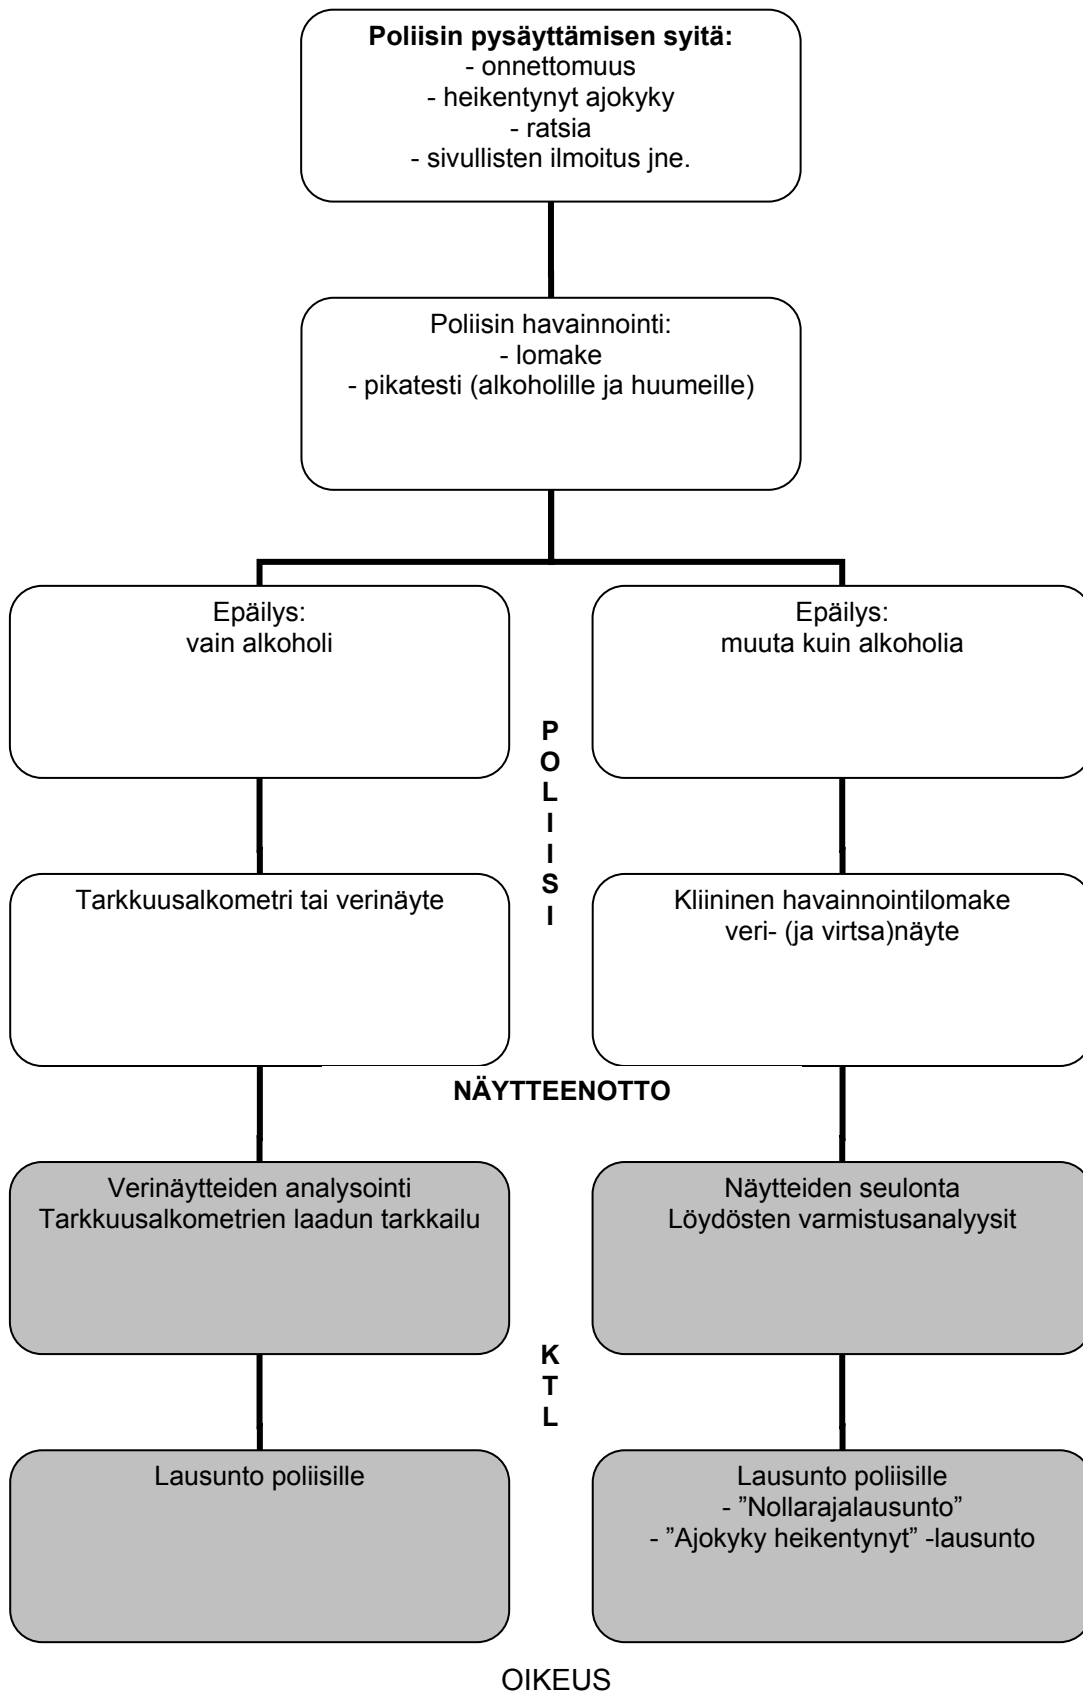 Poliisin pysäyttämisen syitä:
- onnettomuus
- heikentynyt ajokyky
- ratsia
- sivullisten ilmoitus jne.
Poliisin havainnointi:
- lomake
- pikatesti (alkoholille ja huumeille)
Epäilys:
vain alkoholi
Epäilys:
muuta kuin alkoholia
P
O
L
I
I
S
I
Tarkkuusalkometri tai verinäyte
Kliininen havainnointilomake
veri- (ja virtsa)näyte
NÄYTTEENOTTO
Verinäytteiden analysointi
Tarkkuusalkometrien laadun tarkkailu
Näytteiden seulonta
Löydösten varmistusanalyysit
K
T
L
Lausunto poliisille
Lausunto poliisille
- ”Nollarajalausunto”
- ”Ajokyky heikentynyt” -lausunto
OIKEUS